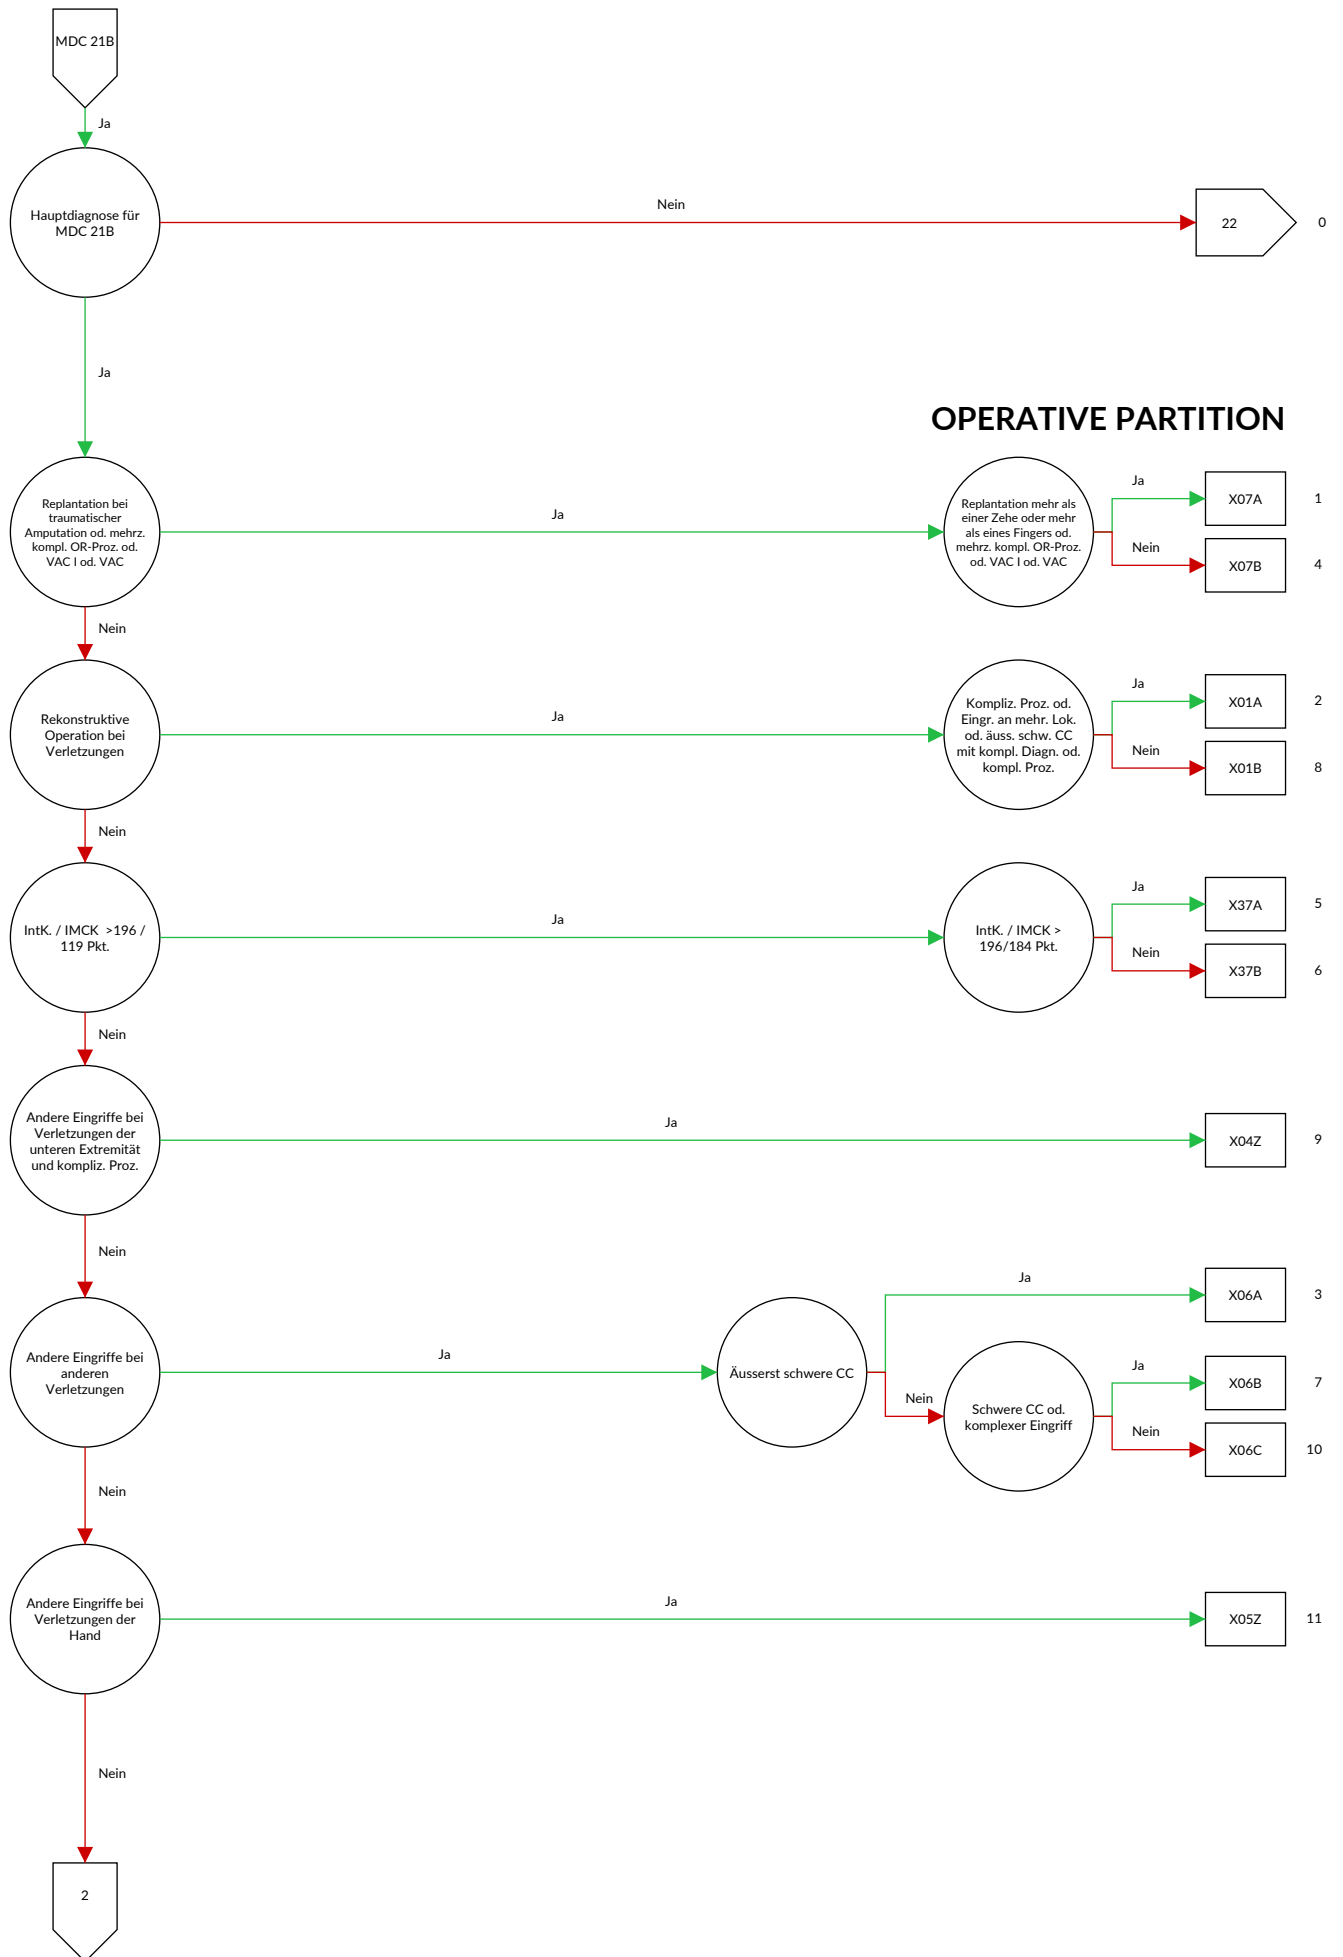 MDC 21B
Ja
Hauptdiagnose für
MDC 21B
Nein
22
0
Ja
OPERATIVE PARTITION
Replantation bei
traumatischer
Amputation od. mehrz.
kompl. OR-Proz. od.
VAC I od. VAC
Ja
Replantation mehr als
einer Zehe oder mehr
als eines Fingers od.
mehrz. kompl. OR-Proz.
od. VAC I od. VAC
Ja
X07A
1
Nein
X07B
4
Nein
Rekonstruktive
Operation bei
Verletzungen
Ja
Kompliz. Proz. od.
Eingr. an mehr. Lok.
od. äuss. schw. CC
mit kompl. Diagn. od.
kompl. Proz.
Ja
X01A
2
Nein
X01B
8
Nein
IntK. / IMCK >196 /
119 Pkt.
Ja
IntK. / IMCK >
196/184 Pkt.
Ja
X37A
5
Nein
X37B
6
Nein
Andere Eingriffe bei
Verletzungen der
unteren Extremität
und kompliz. Proz.
Ja
X04Z
9
Nein
Andere Eingriffe bei
anderen
Verletzungen
Ja
Äusserst schwere CC
Ja
X06A
3
Nein
Schwere CC od.
komplexer Eingriff
Ja
X06B
7
Nein
X06C
10
Nein
Andere Eingriffe bei
Verletzungen der
Hand
Ja
X05Z
11
Nein
2